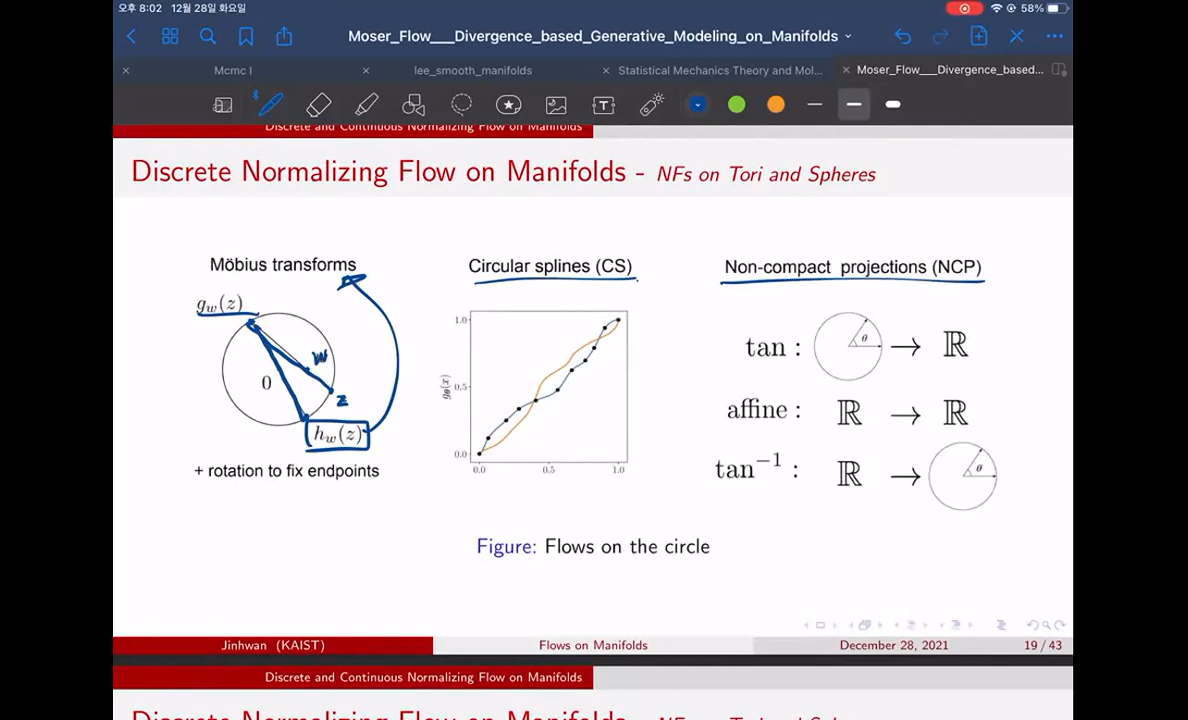 오후 8:02 12월 28일 화요일
58%
Moser_Flow___Divergence_based_Generative_Modeling_on_Manifolds
Mcmc I
lee_smooth_manifolds
Statistical Mechanics Theory and Mol...
Moser_Flow___Divergence_based...
Discrete and Continuous Normalizing Flow on Manifolds
Discrete Normalizing Flow on Manifolds - NFs on Tori and Spheres
Möbius transforms
g_w(z)
w
0
z
h_w(z)
+ rotation to fix endpoints
Circular splines (CS)
1.0
0.5
0.0
g_θ(x)
0.0 0.5 1.0
Non-compact projections (NCP)
tan : θ → ℝ
affine : ℝ → ℝ
tan⁻¹ : ℝ → θ
Figure: Flows on the circle
Jinhwan (KAIST) Flows on Manifolds December 28, 2021 19 / 43
Discrete and Continuous Normalizing Flow on Manifolds